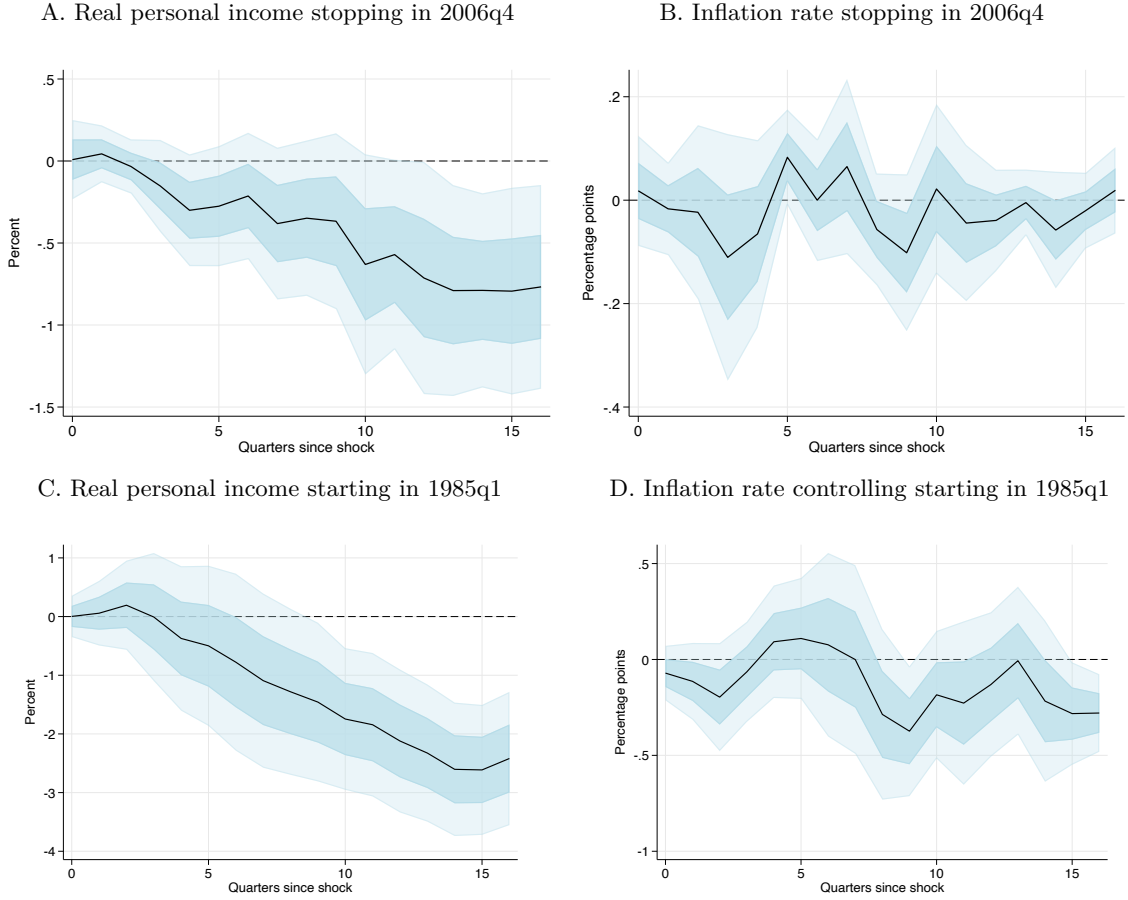 A. Real personal income stopping in 2006q4
.5
0
-.5
-1
-1.5
Percent
0
5
10
15
Quarters since shock
B. Inflation rate stopping in 2006q4
.2
0
-.2
-.4
Percentage points
0
5
10
15
Quarters since shock
C. Real personal income starting in 1985q1
1
0
-1
-2
-3
-4
Percent
0
5
10
15
Quarters since shock
D. Inflation rate controlling starting in 1985q1
.5
0
-.5
-1
Percentage points
0
5
10
15
Quarters since shock